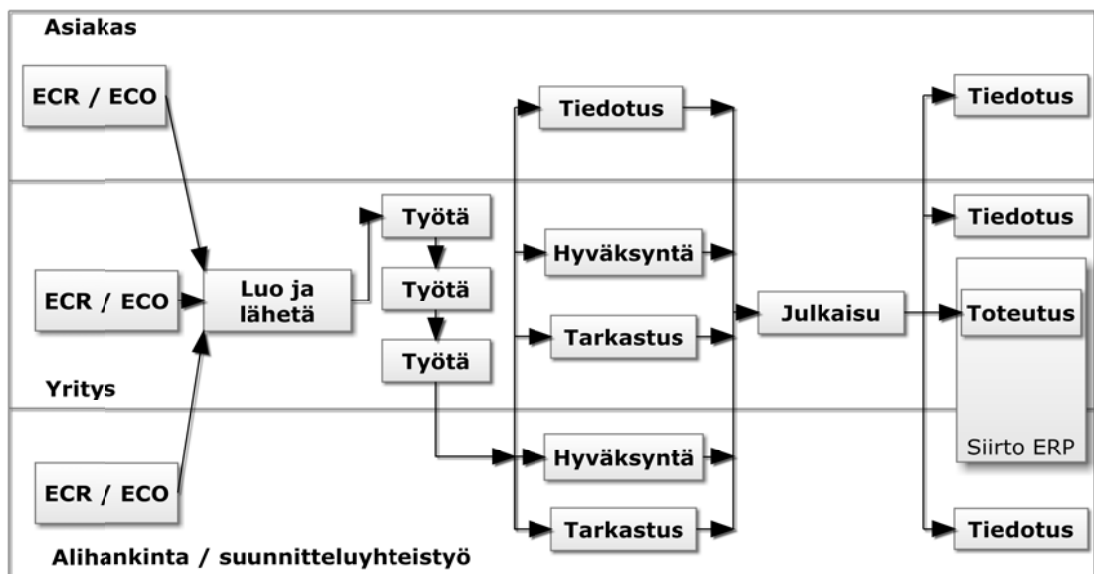 Asiakas
ECR / ECO
Tiedotus
Tiedotus
Työtä
Tiedotus
Hyväksyntä
ECR / ECO
Luo ja
lähetä
Työtä
Julkaisu
Toteutus
Tarkastus
Työtä
Yritys
Siirto ERP
Hyväksyntä
ECR / ECO
Tarkastus
Tiedotus
Alihankinta / suunnitteluyhteistyö